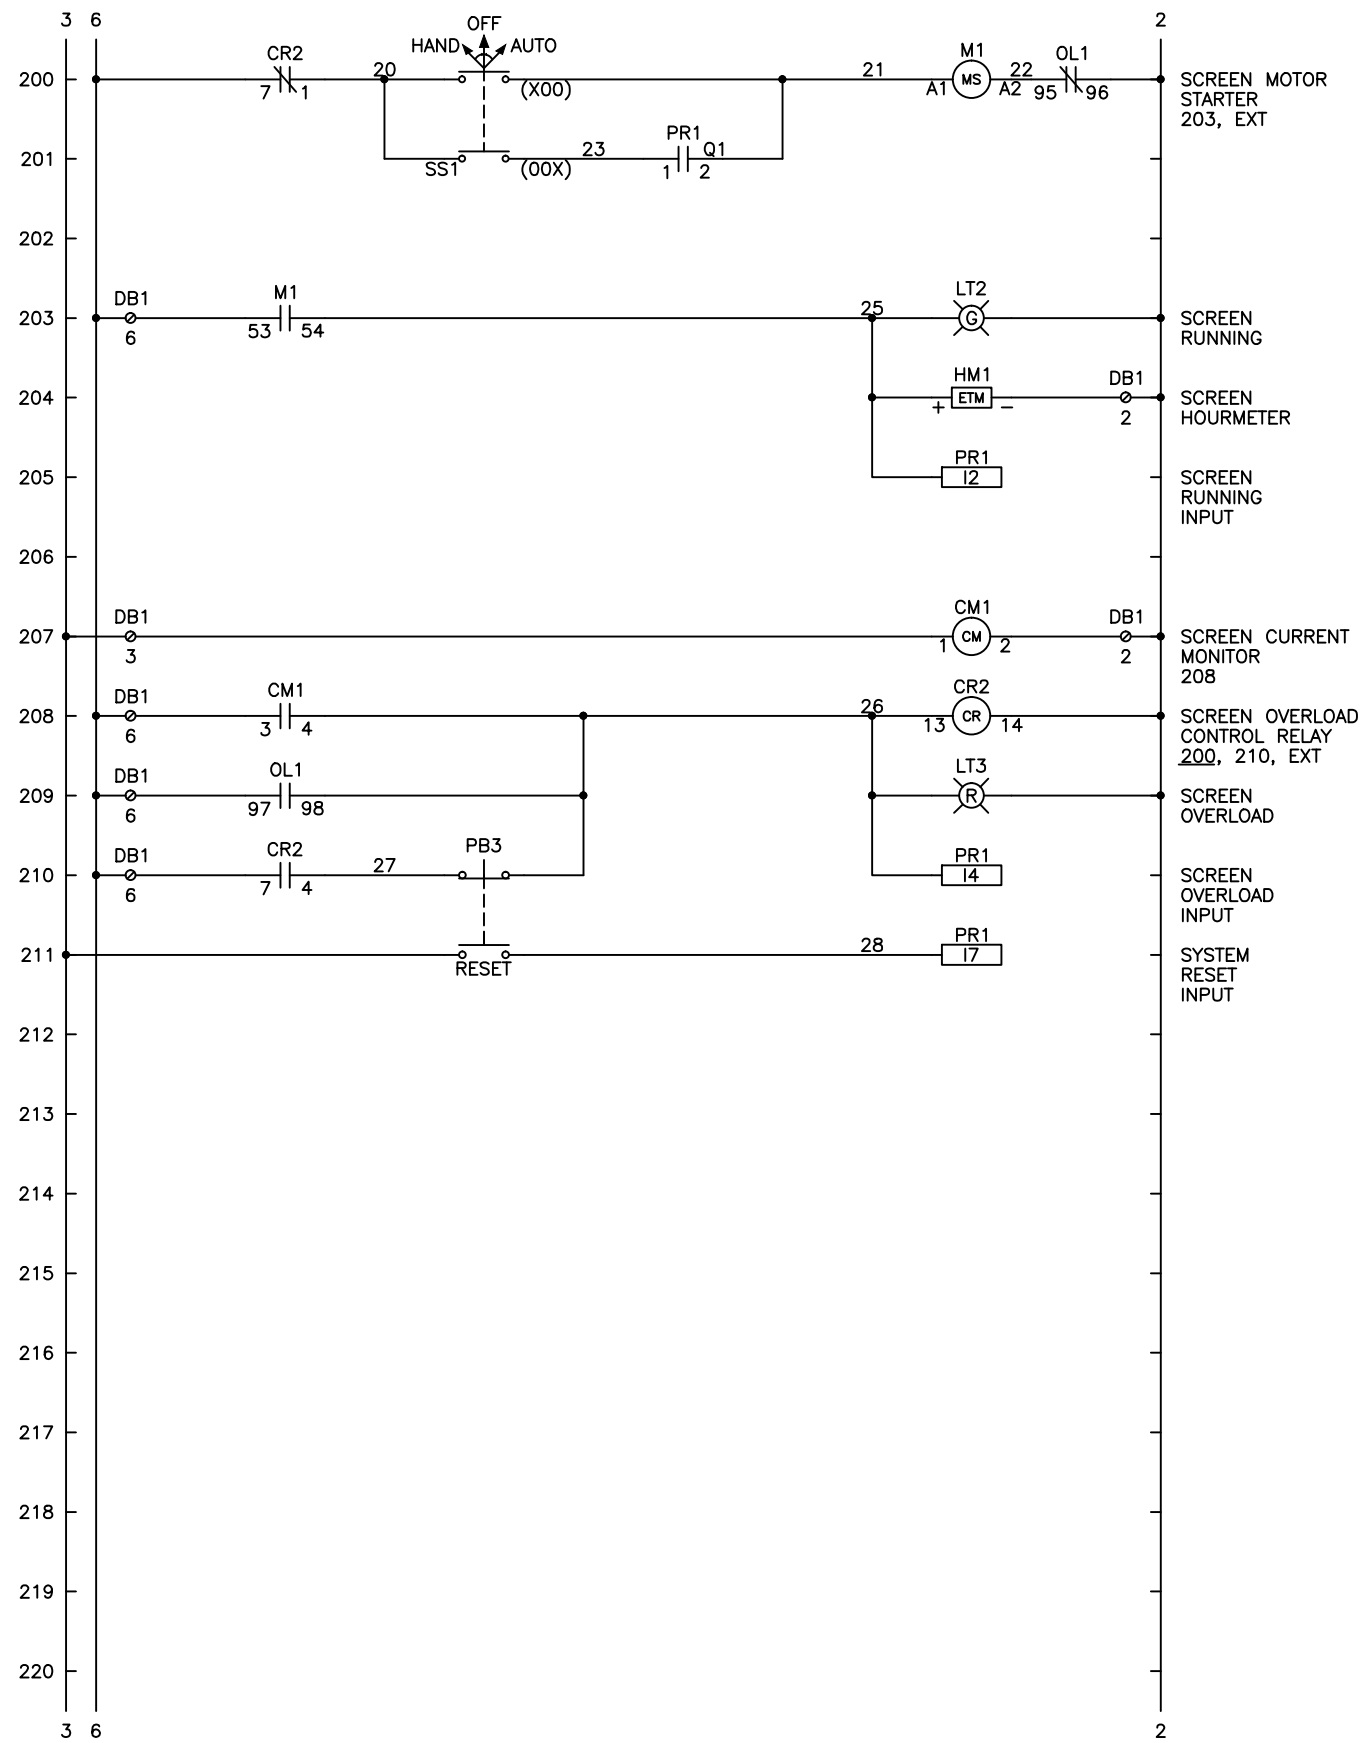 3 6 2
OFF
HAND AUTO
CR2 M1 OL1
200 7 1 20 (X00) 21 A1 MS A2 22 95 96 SCREEN MOTOR
STARTER
203, EXT
PR1
201 SS1 (00X) 23 1 2 Q1
202
DB1 M1 LT2
203 6 53 54 25 G SCREEN
RUNNING
HM1 DB1
204 + ETM - 2 SCREEN
HOURMETER
PR1
205 I2 SCREEN
RUNNING
INPUT
206
DB1 CM1 DB1
207 3 1 CM 2 2 SCREEN CURRENT
MONITOR
208
DB1 CM1 CR2
208 6 3 4 26 13 CR 14 SCREEN OVERLOAD
CONTROL RELAY
200, 210, EXT
DB1 OL1 LT3
209 6 97 98 R SCREEN
OVERLOAD
DB1 CR2 PB3 PR1
210 6 7 4 27 I4 SCREEN
OVERLOAD
INPUT
PR1
211 RESET 28 I7 SYSTEM
RESET
INPUT
212
213
214
215
216
217
218
219
220
3 6 2